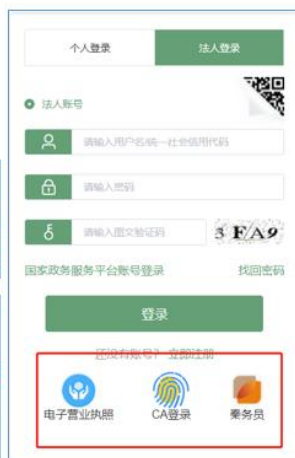 个人登录 法人登录
法人账号
请输入用户名/统一社会信用代码
请输入密码
请输入图文验证码 3 F A 9
国家政务服务平台账号登录 找回密码
登录
还没有账号？ 立即注册
电子营业执照 CA登录 秦务员